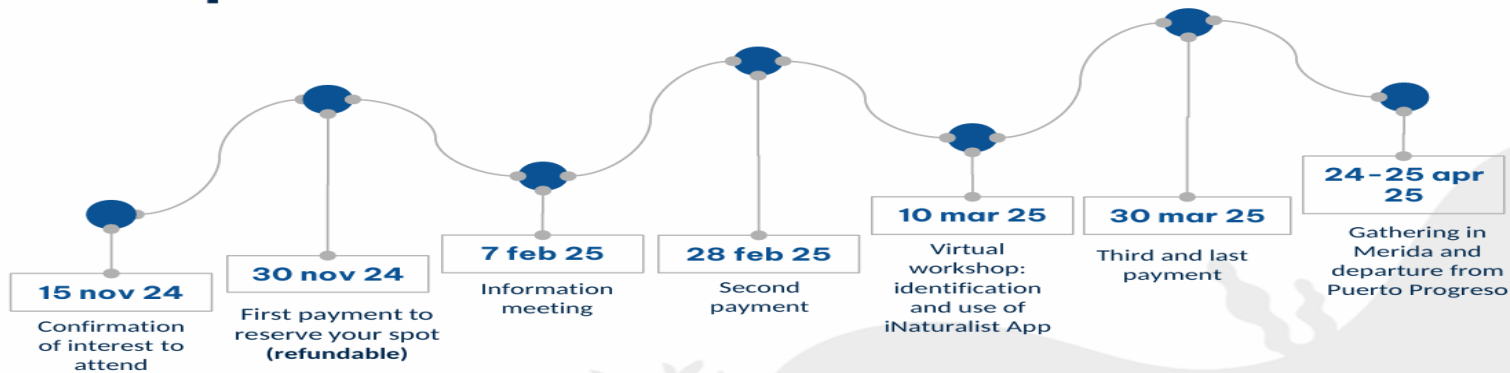 15 nov 24
Confirmation
of interest to
attend
30 nov 24
First payment to
reserve your spot
(refundable)
7 feb 25
Information
meeting
28 feb 25
Second
payment
10 mar 25
Virtual
workshop:
identification
and use of
iNaturalist App
30 mar 25
Third and last
payment
24-25 apr
25
Gathering in
Merida and
departure from
Puerto Progreso